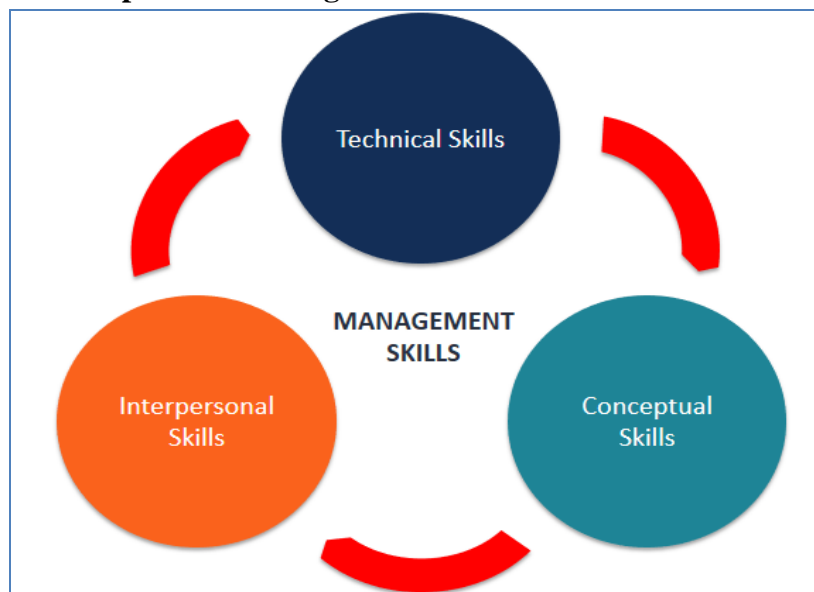 Technical Skills
MANAGEMENT
SKILLS
Interpersonal
Skills
Conceptual
Skills